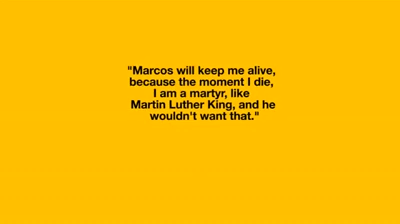 "Marcos will keep me alive,
because the moment I die,
I am a martyr, like
Martin Luther King, and he
wouldn't want that."